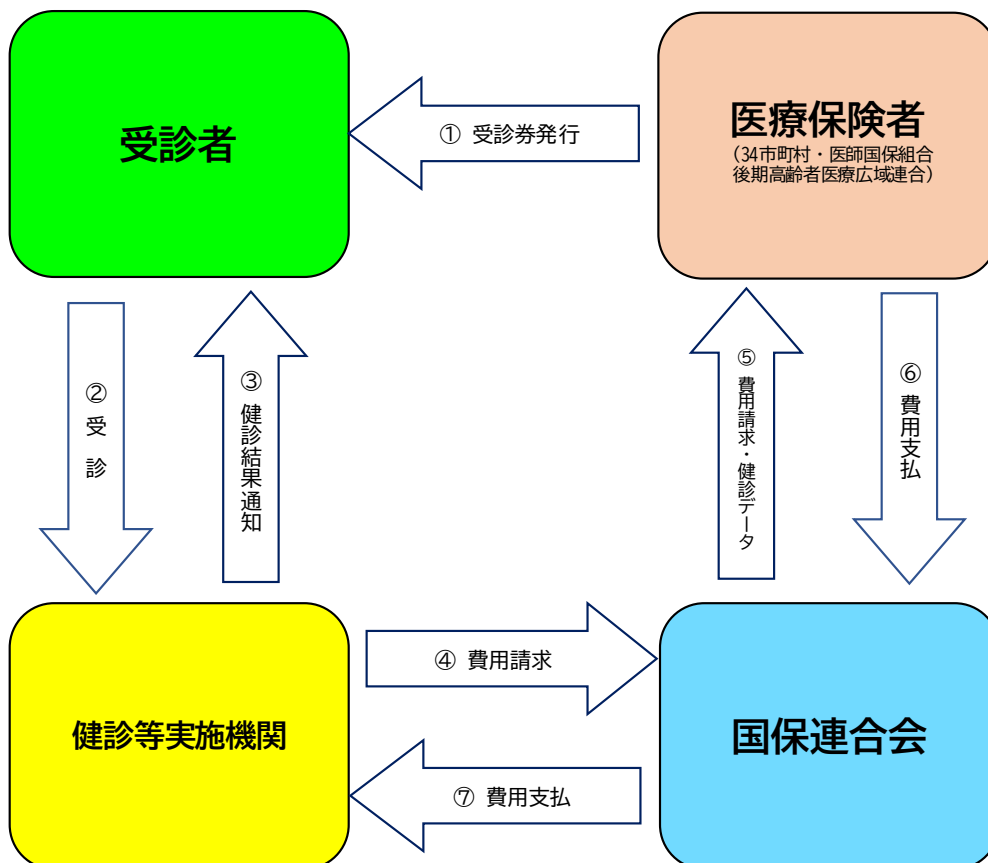 受診者
① 受診券発行
医療保険者
（34市町村・医師国保組合
後期高齢者医療広域連合）
② 受 診
③ 健診結果通知
⑤ 費用請求・健診データ
⑥ 費用支払
④ 費用請求
健診等実施機関
国保連合会
⑦ 費用支払